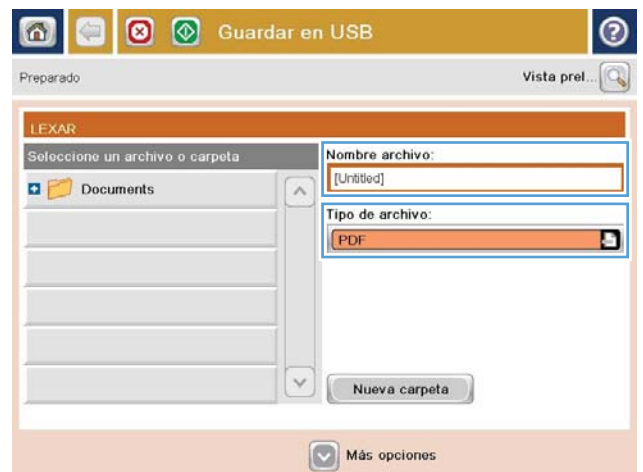 Guardar en USB
Preparado
Vista prel...
LEXAR
Seleccione un archivo o carpeta
Documents
Nombre archivo:
[Untitled]
Tipo de archivo:
PDF
Nueva carpeta
Más opciones